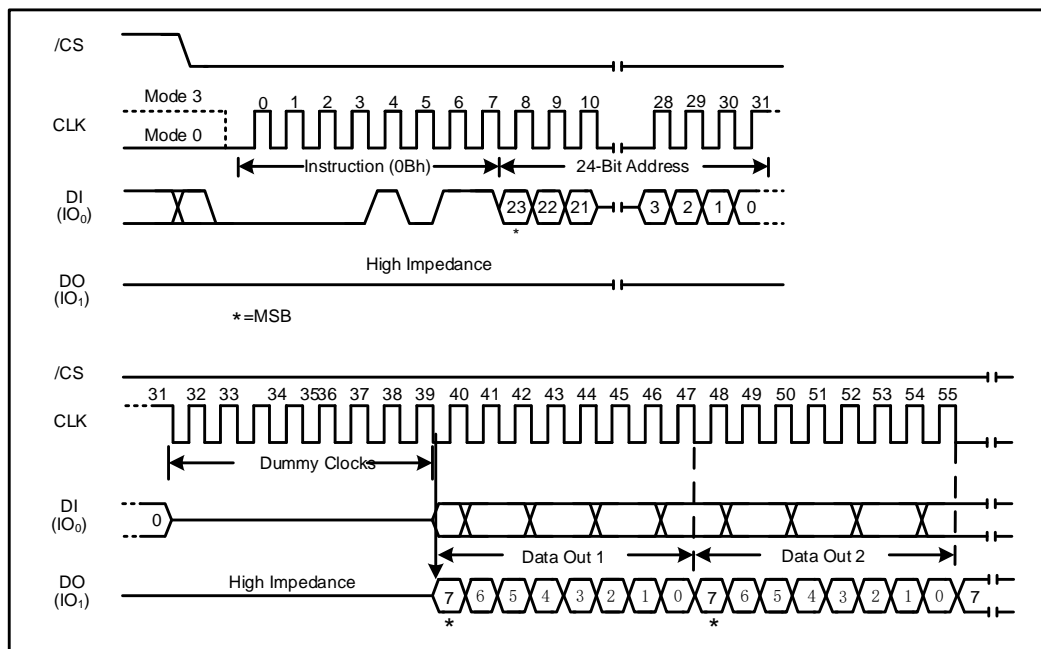 /CS
Mode 3
0 1 2 3 4 5 6 7 8 9 10 28 29 30 31
CLK
Mode 0
Instruction (0Bh) 24-Bit Address
DI
(IO0)
23 22 21 3 2 1 0
*
High Impedance
DO
(IO1)
*=MSB
/CS
31 32 33 34 35 36 37 38 39 40 41 42 43 44 45 46 47 48 49 50 51 52 53 54 55
CLK
Dummy Clocks
DI
(IO0)
0
Data Out 1 Data Out 2
High Impedance
DO
(IO1)
7 6 5 4 3 2 1 0 7 6 5 4 3 2 1 0 7
* *